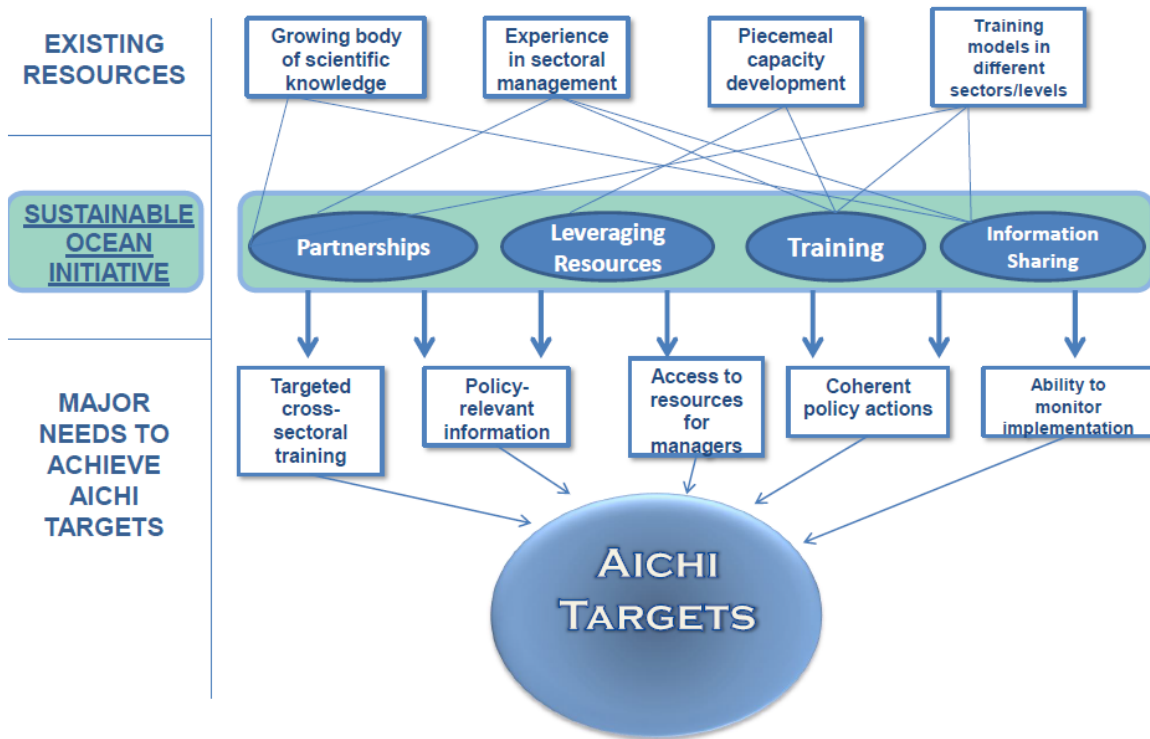 EXISTING
RESOURCES
Growing body
of scientific
knowledge
Experience
in sectoral
management
Piecemeal
capacity
development
Training
models in
different
sectors/levels
SUSTAINABLE
OCEAN
INITIATIVE
Partnerships
Leveraging
Resources
Training
Information
Sharing
MAJOR
NEEDS TO
ACHIEVE
AICHI
TARGETS
Targeted
cross-
sectoral
training
Policy-
relevant
information
Access to
resources
for
managers
Coherent
policy actions
Ability to
monitor
implementation
AICHI
TARGETS